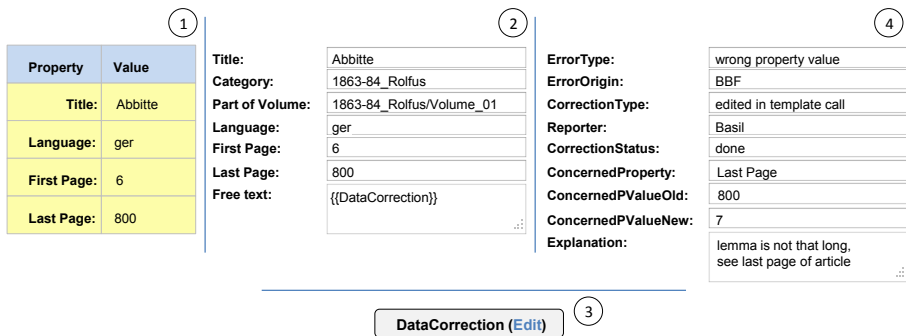 1
Property Value
Title: Abbitte
Language: ger
First Page: 6
Last Page: 800
2
Title: Abbitte
Category: 1863-84_Rolfus
Part of Volume: 1863-84_Rolfus/Volume_01
Language: ger
First Page: 6
Last Page: 800
Free text: {{DataCorrection}}
4
ErrorType: wrong property value
ErrorOrigin: BBF
CorrectionType: edited in template call
Reporter: Basil
CorrectionStatus: done
ConcernedProperty: Last Page
ConcernedPValueOld: 800
ConcernedPValueNew: 7
Explanation: lemma is not that long,
see last page of article
DataCorrection (Edit)
3